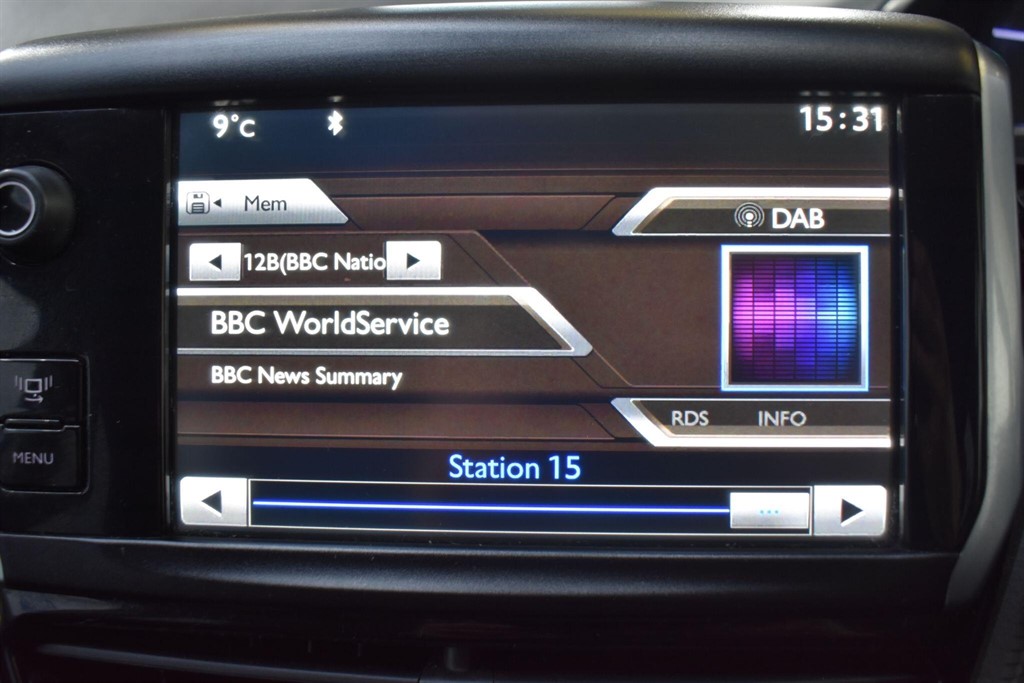 9°C 15:31
Mem
DAB
12B(BBC Natio
BBC WorldService
BBC News Summary
RDS INFO
MENU
Station 15
...